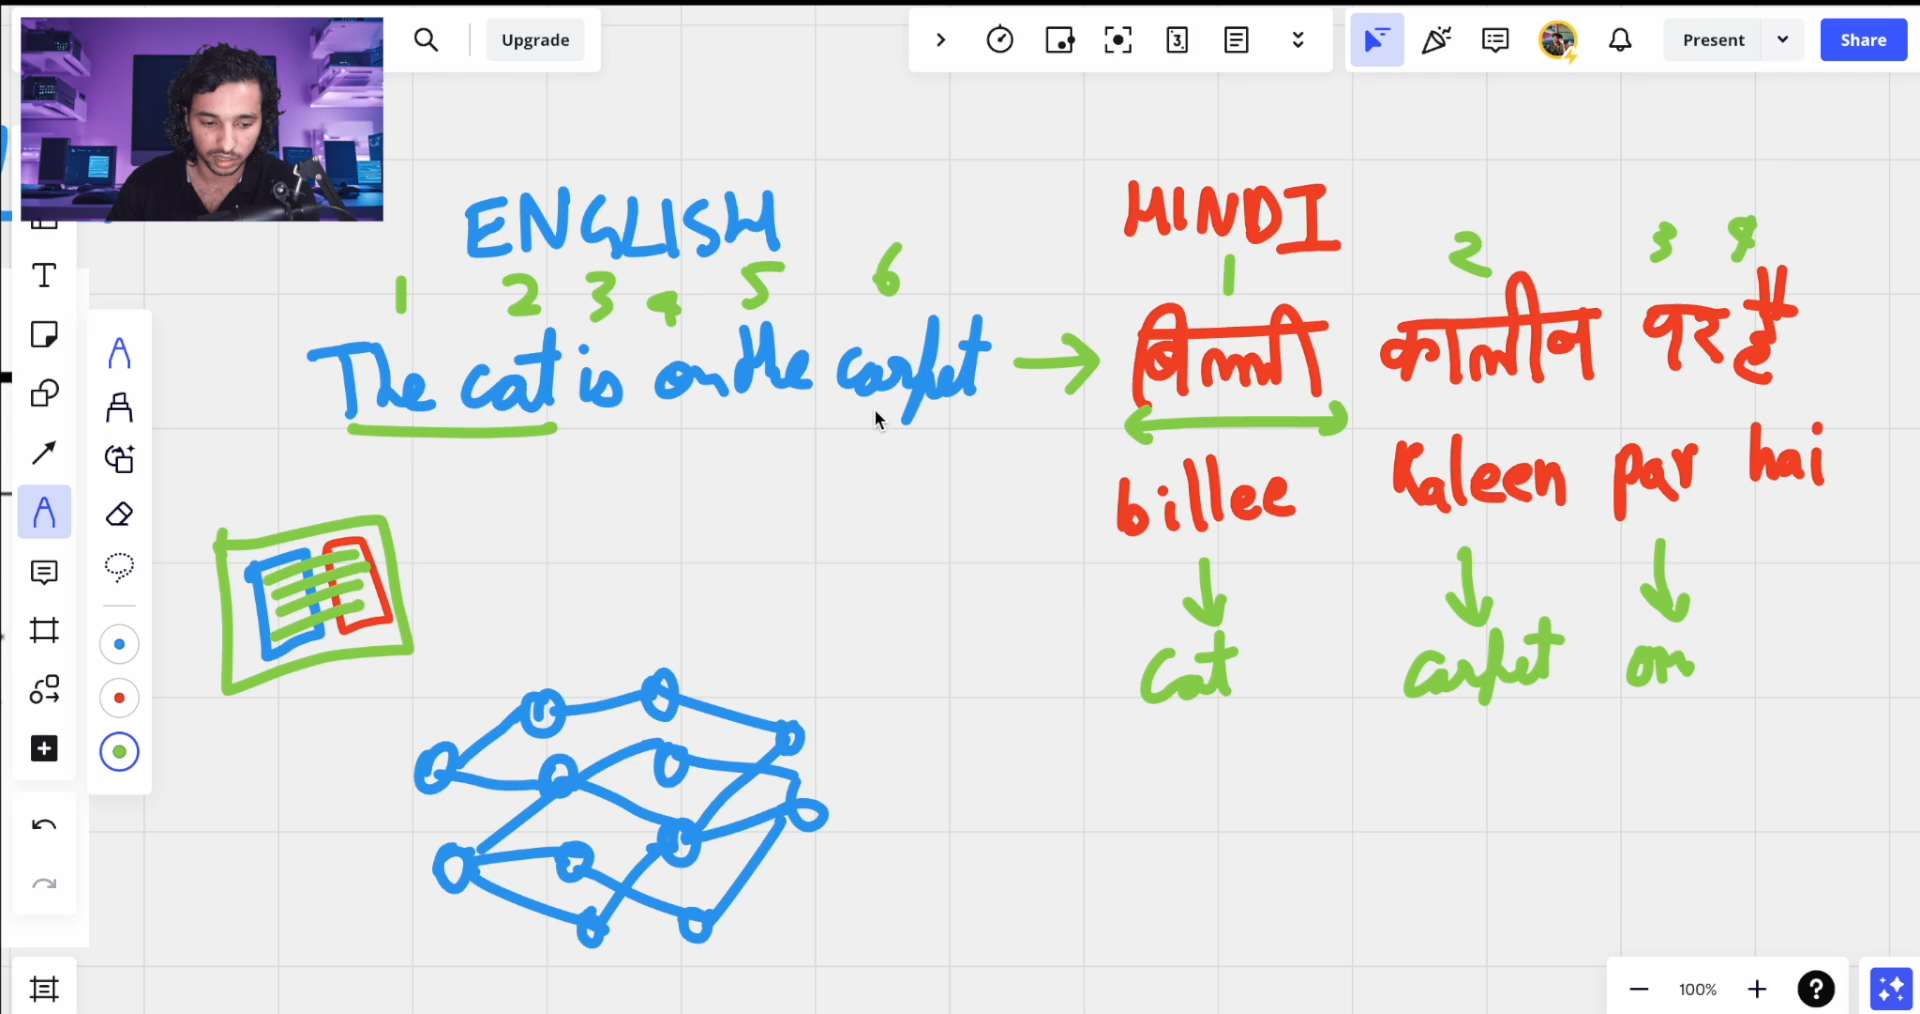 Upgrade
3
Present
Share
ENGLISH
HINDI
1 2 3 4 5 6
1 2 3 4
The cat is on the carpet → बिल्ली कालीन पर है
billee Kaleen par hai
Cat carpet on
T
100%
?